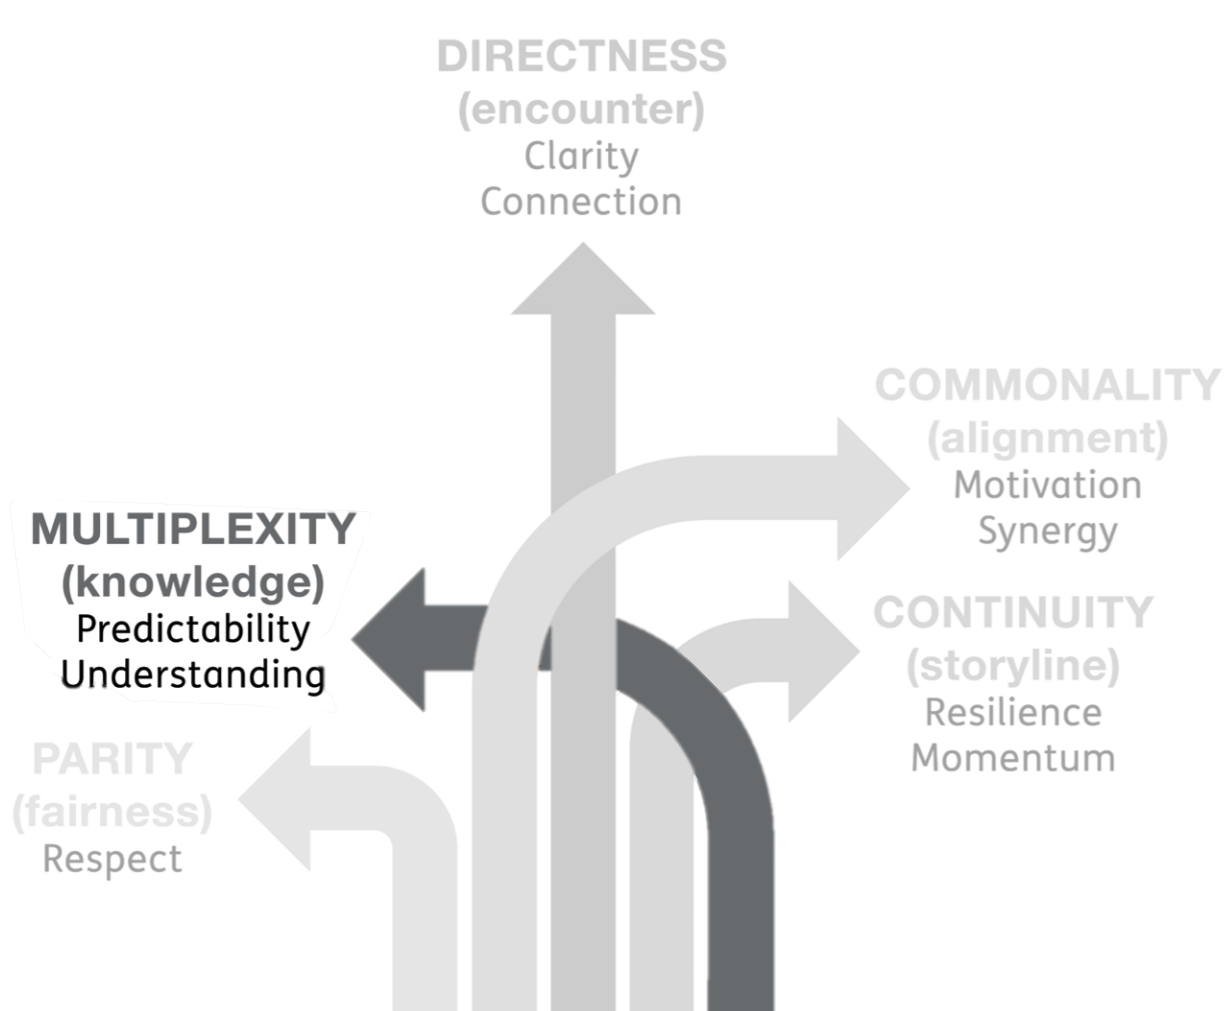 DIRECTNESS
(encounter)
Clarity
Connection
COMMONALITY
(alignment)
Motivation
Synergy
MULTIPLEXITY
(knowledge)
Predictability
Understanding
CONTINUITY
(storyline)
Resilience
Momentum
PARITY
(fairness)
Respect